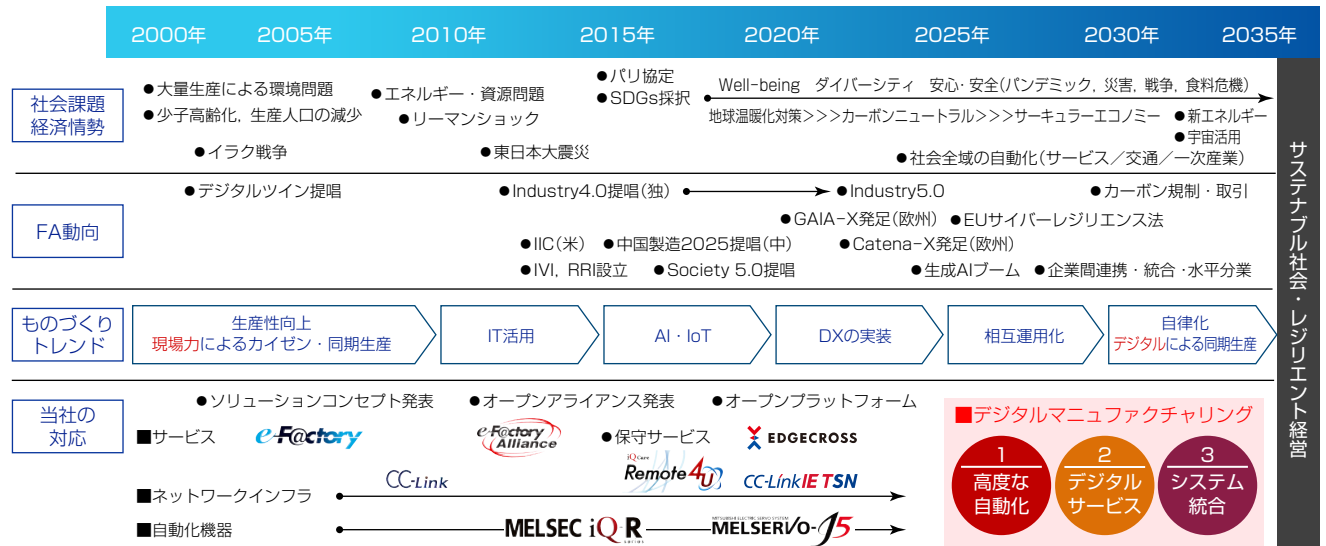 2000年 2005年 2010年 2015年 2020年 2025年 2030年 2035年
社会課題
経済情勢
●大量生産による環境問題
●少子高齢化，生産人口の減少
●イラク戦争
●エネルギー・資源問題
●リーマンショック
●東日本大震災
●パリ協定
●SDGs採択
Well-being ダイバーシティ 安心・安全(パンデミック，災害，戦争，食料危機)
地球温暖化対策>>>カーボンニュートラル>>>サーキュラーエコノミー
●新エネルギー
●宇宙活用
●社会全域の自動化(サービス／交通／一次産業)
FA動向
●デジタルツイン提唱
●Industry4.0提唱(独)
●Industry5.0
●カーボン規制・取引
●GAIA-X発足(欧州)
●EUサイバーレジリエンス法
●IIC(米)
●中国製造2025提唱(中)
●Catena-X発足(欧州)
●IVI，RRI設立
●Society 5.0提唱
●生成AIブーム
●企業間連携・統合・水平分業
ものづくり
トレンド
生産性向上
現場力によるカイゼン・同期生産
IT活用
AI・IoT
DXの実装
相互運用化
自律化
デジタルによる同期生産
当社の
対応
●ソリューションコンセプト発表
●オープンアライアンス発表
●オープンプラットフォーム
■サービス
e-F@ctory
e-F@ctory
Alliance
●保守サービス
EDGECROSS
iQ Care
Remote4U
■ネットワークインフラ
CC-Link
CC-Link IE TSN
■自動化機器
MELSEC iQ-R
series
MITSUBISHI ELECTRIC SERVO SYSTEM
MELSERVO-J5
■デジタルマニュファクチャリング
1
高度な
自動化
2
デジタル
サービス
3
システム
統合
サステナブル社会・レジリエント経営